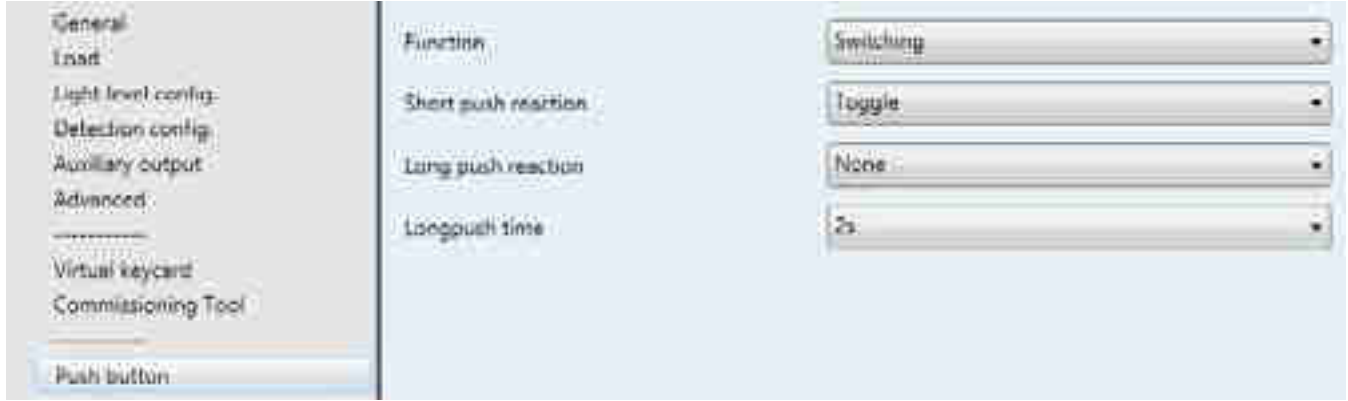 General
Load
Light level config.
Detection config.
Auxiliary output
Advanced
------------
Virtual keycard
Commissioning Tool
------------
Push button
Function
Switching
Short push reaction
Toggle
Long push reaction
None
Longpush time
2s